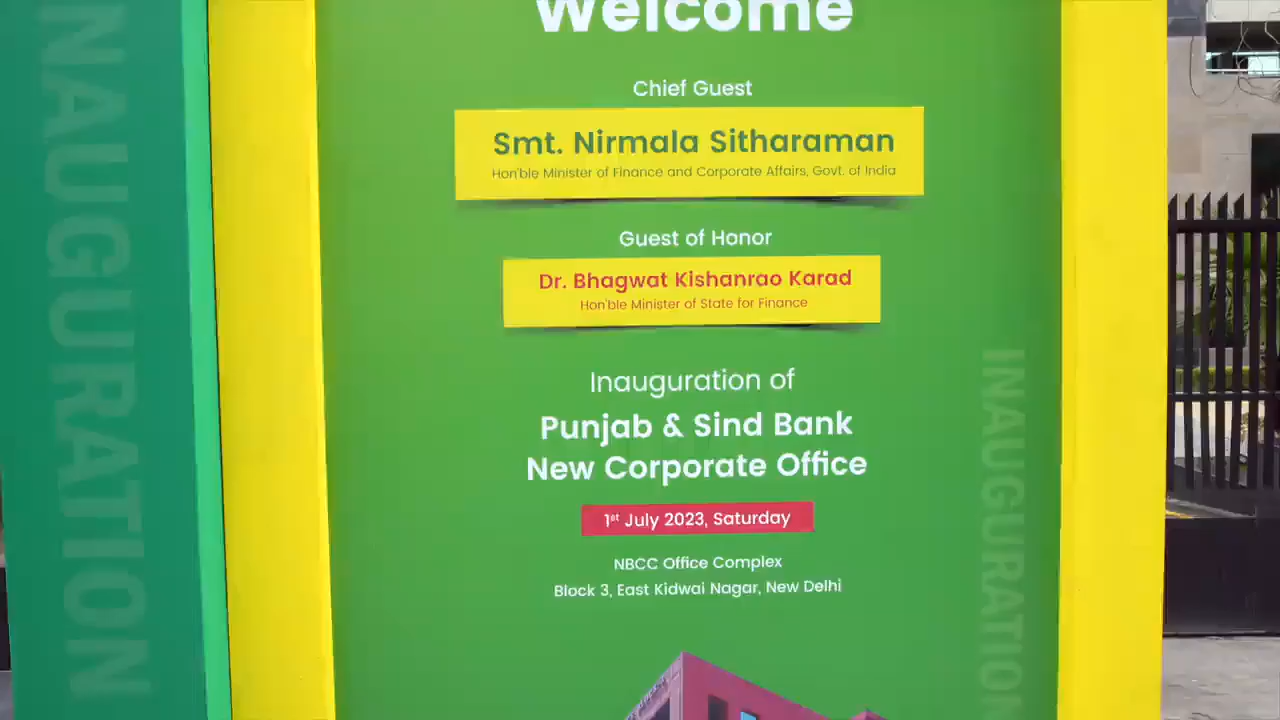 INAUGURATION
Welcome
Chief Guest
Smt. Nirmala Sitharaman
Hon'ble Minister of Finance and Corporate Affairs, Govt. of India
Guest of Honor
Dr. Bhagwat Kishanrao Karad
Hon'ble Minister of State for Finance
Inauguration of
Punjab & Sind Bank
New Corporate Office
1st July 2023, Saturday
NBCC Office Complex
Block 3, East Kidwai Nagar, New Delhi
INAUGURATION